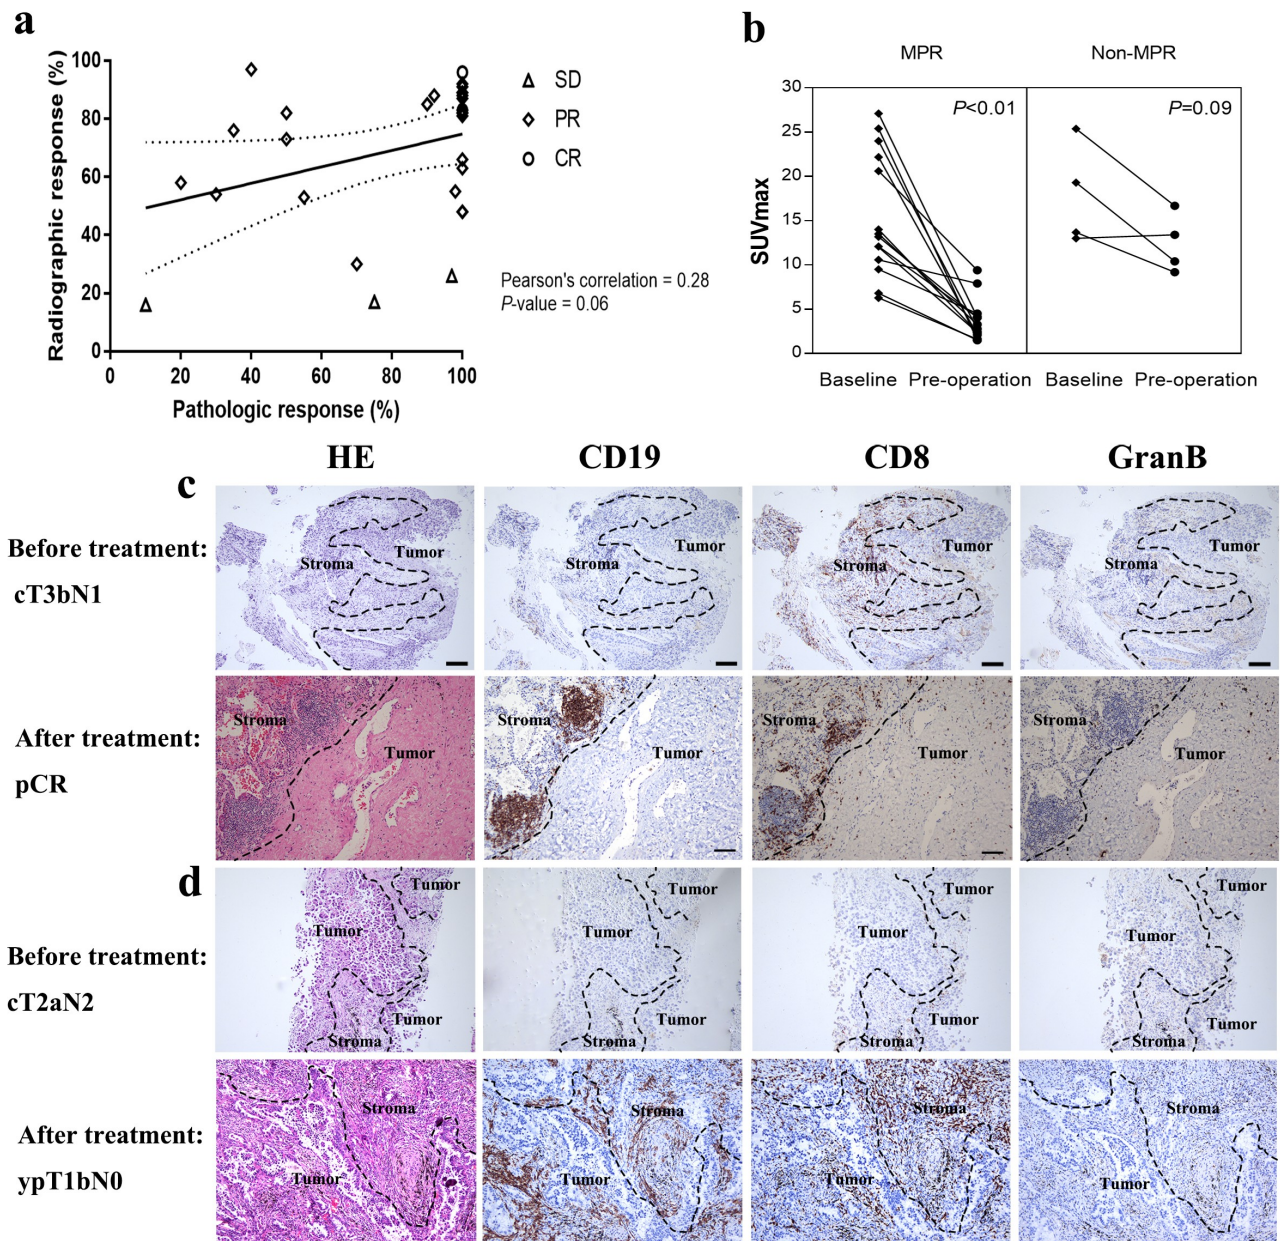 a
Radiographic response (%)
100
80
60
40
20
0
0 20 40 60 80 100
Pathologic response (%)
SD
PR
CR
Pearson's correlation = 0.28
P-value = 0.06
b
MPR Non-MPR
SUVmax
30
25
20
15
10
5
0
P<0.01 P=0.09
Baseline Pre-operation Baseline Pre-operation
HE CD19 CD8 GranB
c
Before treatment:
cT3bN1
Stroma Tumor Stroma Tumor Stroma Tumor Stroma Tumor
After treatment:
pCR
Stroma Tumor Stroma Tumor Stroma Tumor Stroma Tumor
d
Before treatment:
cT2aN2
Tumor Tumor Tumor Tumor
Tumor Tumor Tumor Tumor
Tumor Tumor Tumor Tumor
Stroma Stroma Stroma Stroma
After treatment:
ypT1bN0
Stroma Stroma Stroma Stroma
Tumor Tumor Tumor Tumor